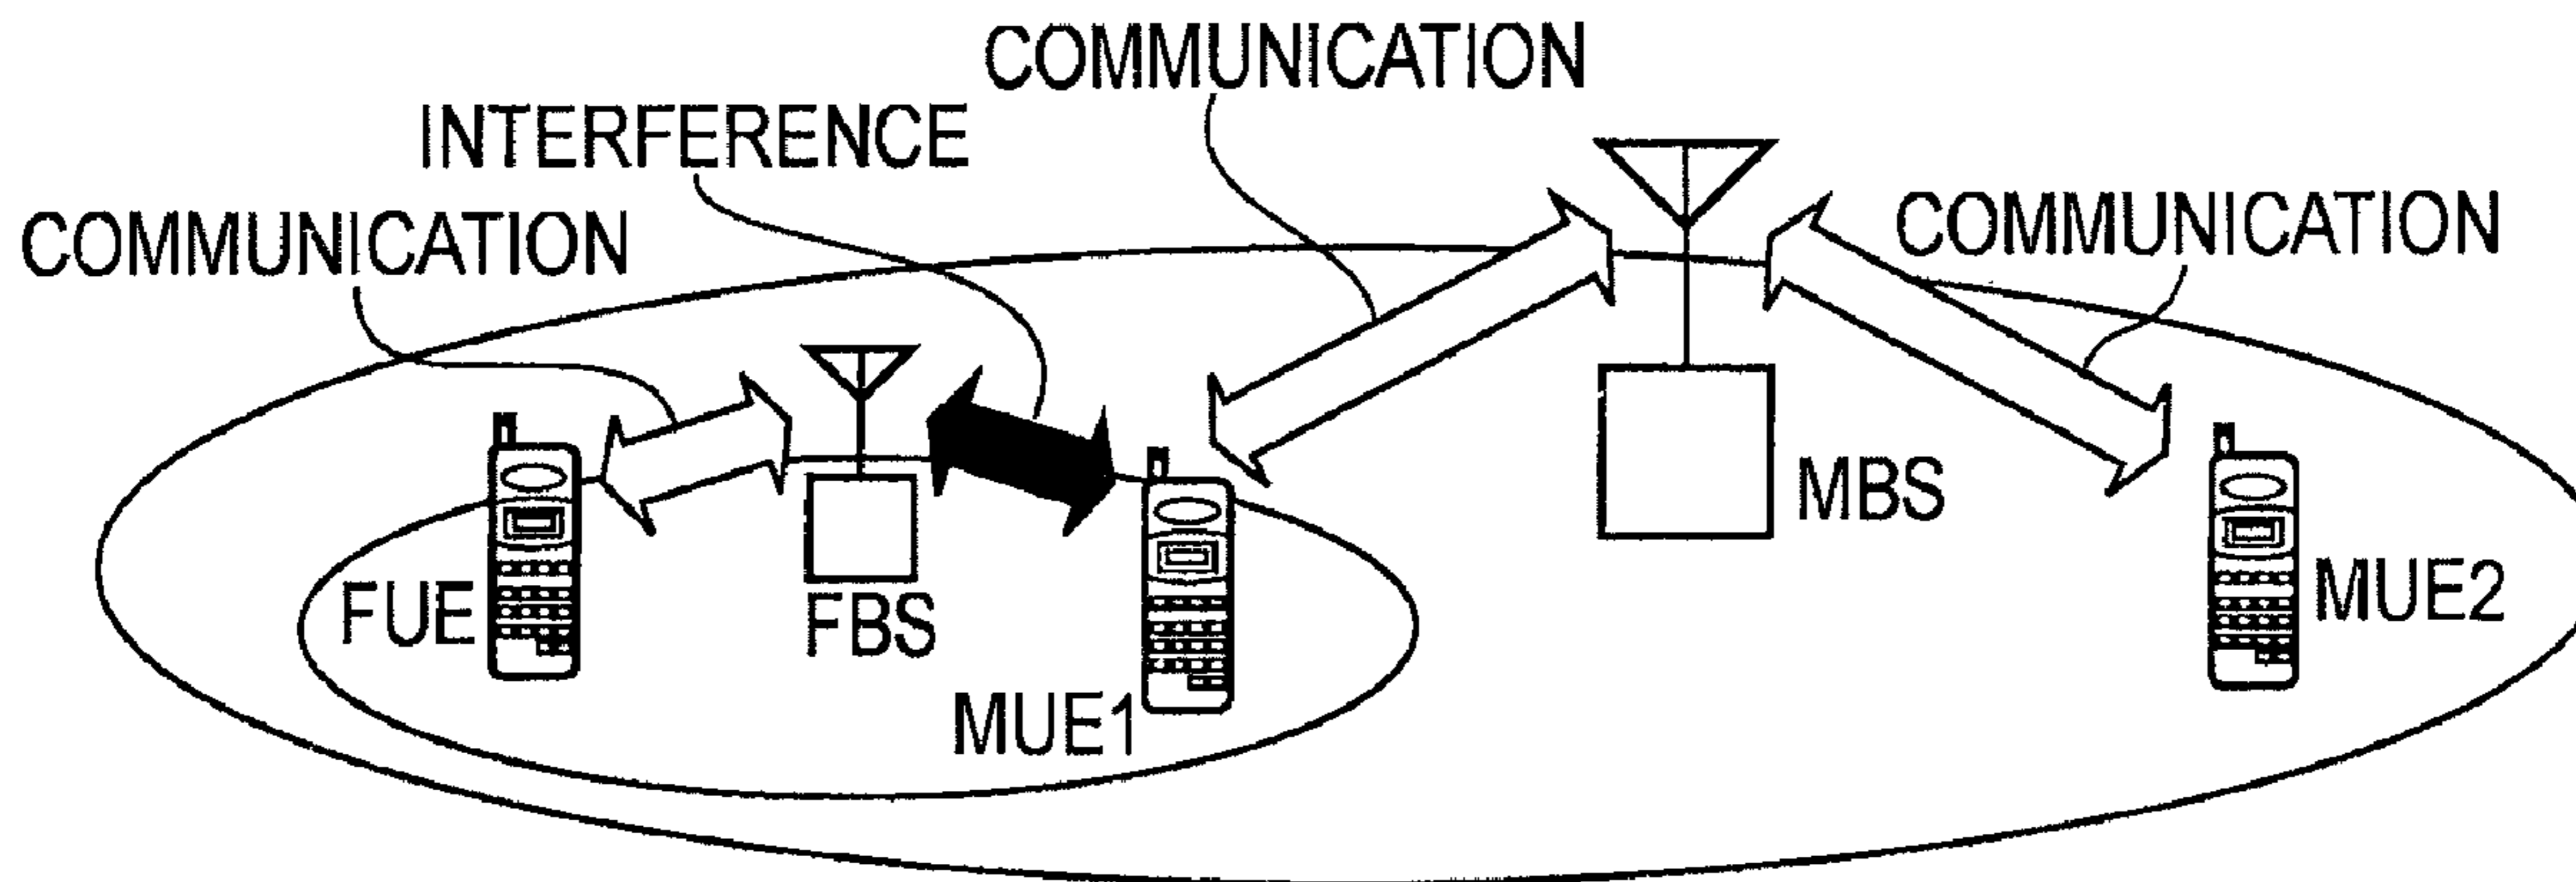 COMMUNICATION
INTERFERENCE
COMMUNICATION
COMMUNICATION
FUE
FBS
MUE1
MBS
MUE2